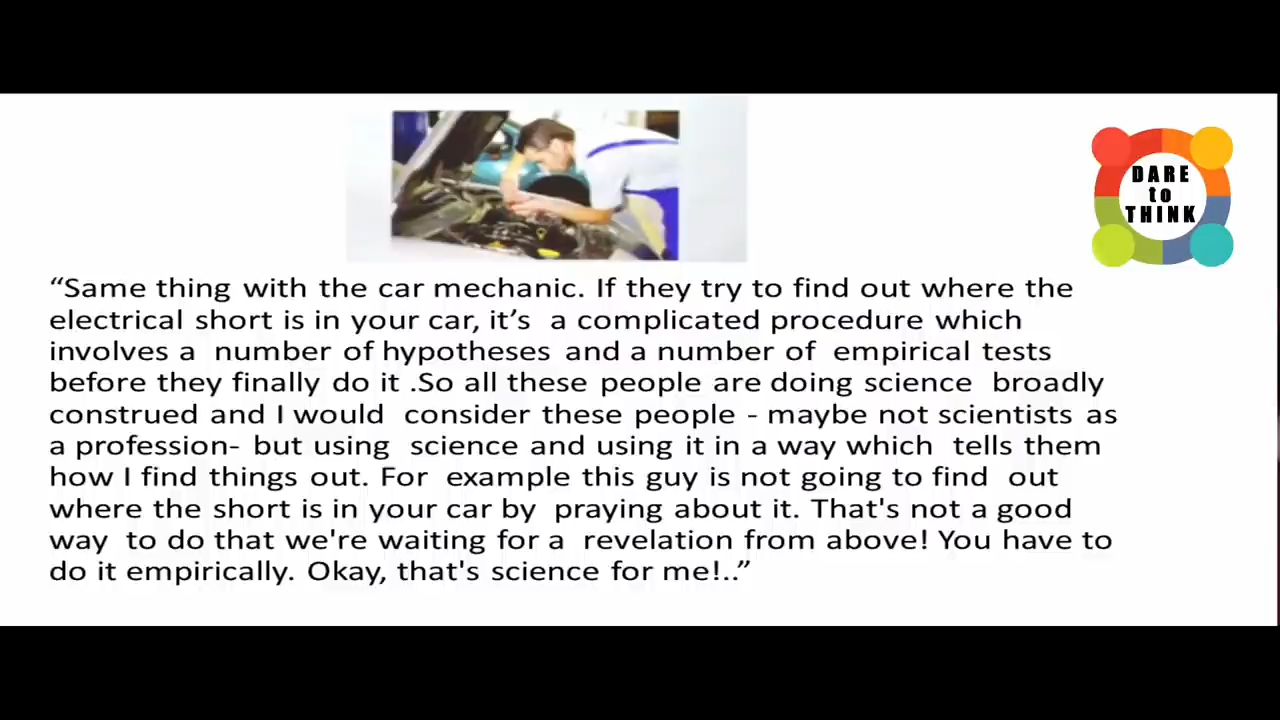 DARE
to
THINK
“Same thing with the car mechanic. If they try to find out where the
electrical short is in your car, it’s a complicated procedure which
involves a number of hypotheses and a number of empirical tests
before they finally do it .So all these people are doing science broadly
construed and I would consider these people - maybe not scientists as
a profession- but using science and using it in a way which tells them
how I find things out. For example this guy is not going to find out
where the short is in your car by praying about it. That's not a good
way to do that we're waiting for a revelation from above! You have to
do it empirically. Okay, that's science for me!..”